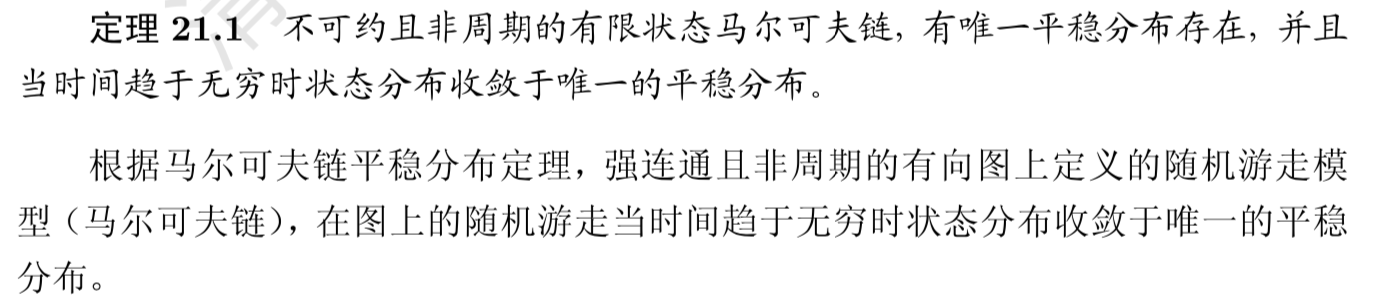 定理 21.1 不可约且非周期的有限状态马尔可夫链, 有唯一平稳分布存在, 并且
当时间趋于无穷时状态分布收敛于唯一的平稳分布。
根据马尔可夫链平稳分布定理, 强连通且非周期的有向图上定义的随机游走模
型（马尔可夫链）, 在图上的随机游走当时间趋于无穷时状态分布收敛于唯一的平稳
分布。